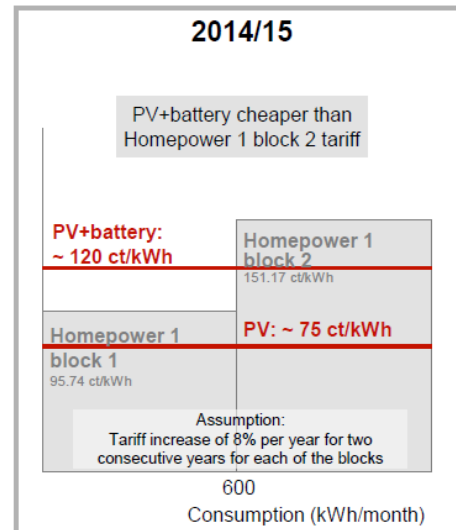 2014/15
PV+battery cheaper than
Homepower 1 block 2 tariff
PV+battery:
~ 120 ct/kWh
Homepower 1
block 2
151.17 ct/kWh
Homepower 1
block 1
95.74 ct/kWh
PV: ~ 75 ct/kWh
Assumption:
Tariff increase of 8% per year for two
consecutive years for each of the blocks
600
Consumption (kWh/month)